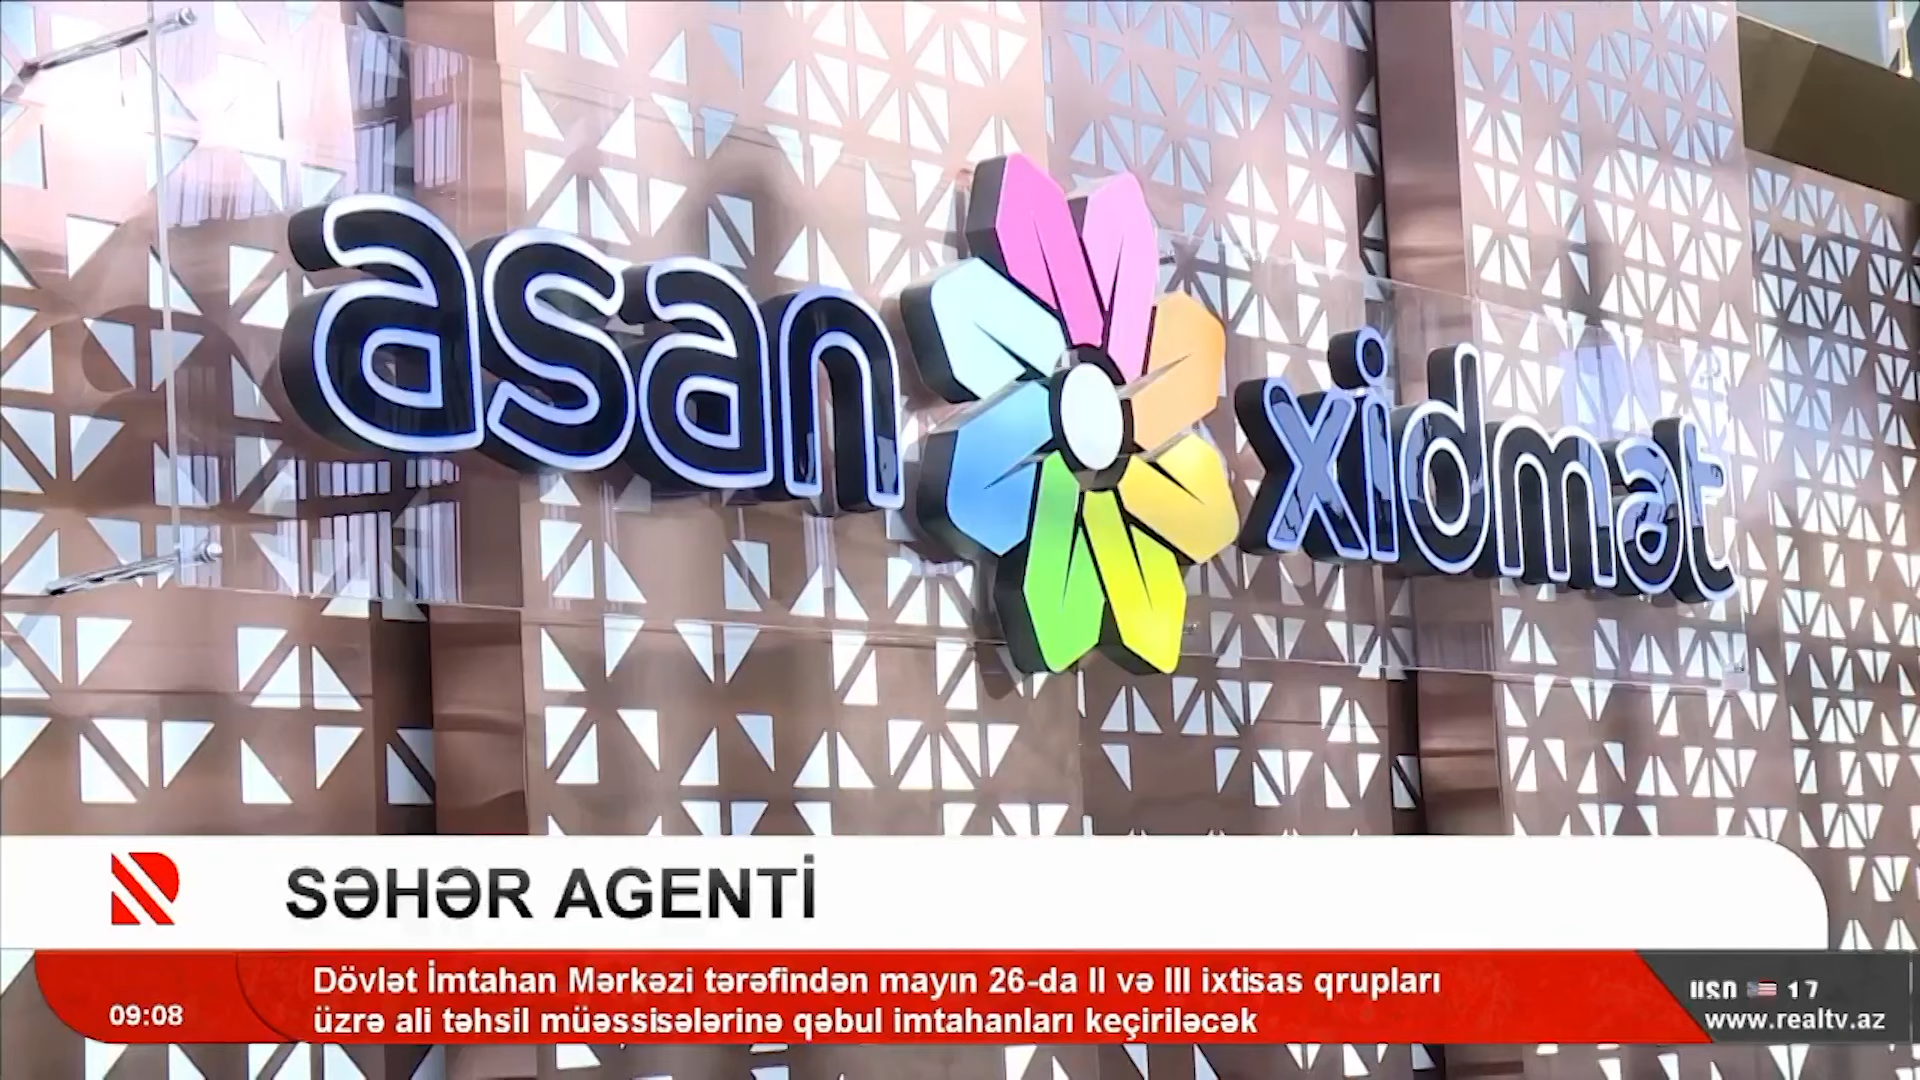 asan xidmət
SƏHƏR AGENTİ
Dövlət İmtahan Mərkəzi tərəfindən mayın 26-da II və III ixtisas qrupları
09:08
üzrə ali təhsil müəssisələrinə qəbul imtahanları keçiriləcək
www.realtv.az